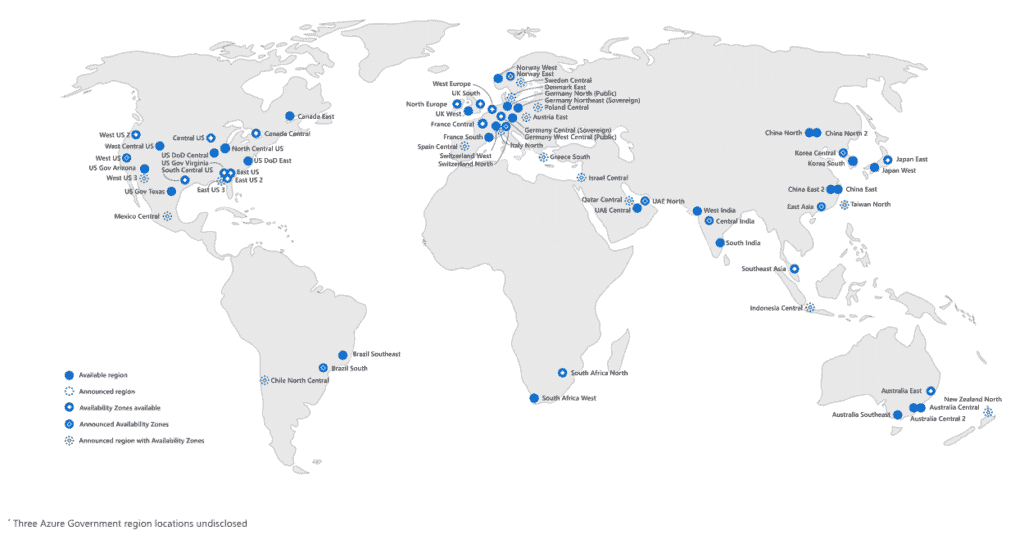 Norway West
Norway East
Sweden Central
Denmark East
Germany North (Public)
Germany Northeast (Sovereign)
Poland Central
Austria East
West Europe
UK South
North Europe
UK West
France Central
France South
Spain Central
Switzerland West
Switzerland North
Germany Central (Sovereign)
Germany West Central (Public)
Italy North
Greece South
Israel Central
Canada East
Canada Central
West US 2
Central US
West Central US
North Central US
US DoD Central
West US
US DoD East
US Gov Virginia
US Gov Arizona
South Central US
East US
West US 3
East US 2
East US 3
US Gov Texas
Mexico Central
Qatar Central
UAE North
UAE Central
West India
Central India
South India
China North
China North 2
Korea Central
Korea South
Japan East
Japan West
China East 2
China East
East Asia
Taiwan North
Southeast Asia
Indonesia Central
Brazil Southeast
Brazil South
Chile North Central
South Africa North
South Africa West
Australia East
New Zealand North
Australia Central
Australia Southeast
Australia Central 2
Available region
Announced region
Availability Zones available
Announced Availability Zones
Announced region with Availability Zones
* Three Azure Government region locations undisclosed